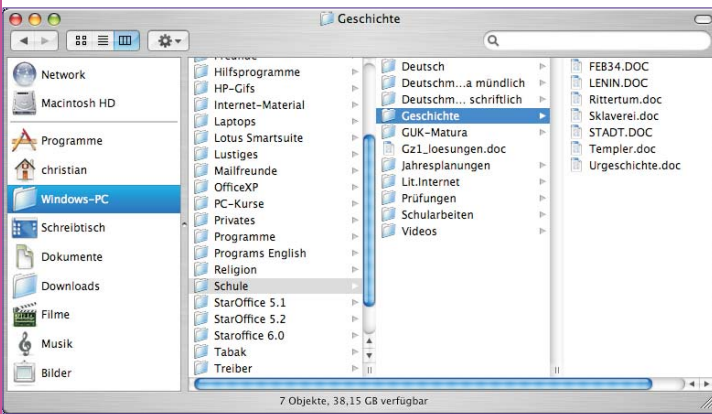 Geschichte
Network
Macintosh HD
Programme
christian
Windows-PC
Schreibtisch
Dokumente
Downloads
Filme
Musik
Bilder
Freunde
Hilfsprogramme
HP-Gifs
Internet-Material
Laptops
Lotus Smartsuite
Lustiges
Mailfreunde
OfficeXP
PC-Kurse
Privates
Programme
Programs English
Religion
Schule
StarOffice 5.1
StarOffice 5.2
Staroffice 6.0
Tabak
Treiber
Deutsch
Deutschm...a mündlich
Deutschm... schriftlich
Geschichte
GUK-Matura
Gz1_loesungen.doc
Jahresplanungen
Lit.Internet
Prüfungen
Schularbeiten
Videos
FEB34.DOC
LENIN.DOC
Rittertum.doc
Sklaverei.doc
STADT.DOC
Templer.doc
Urgeschichte.doc
7 Objekte, 38,15 GB verfügbar